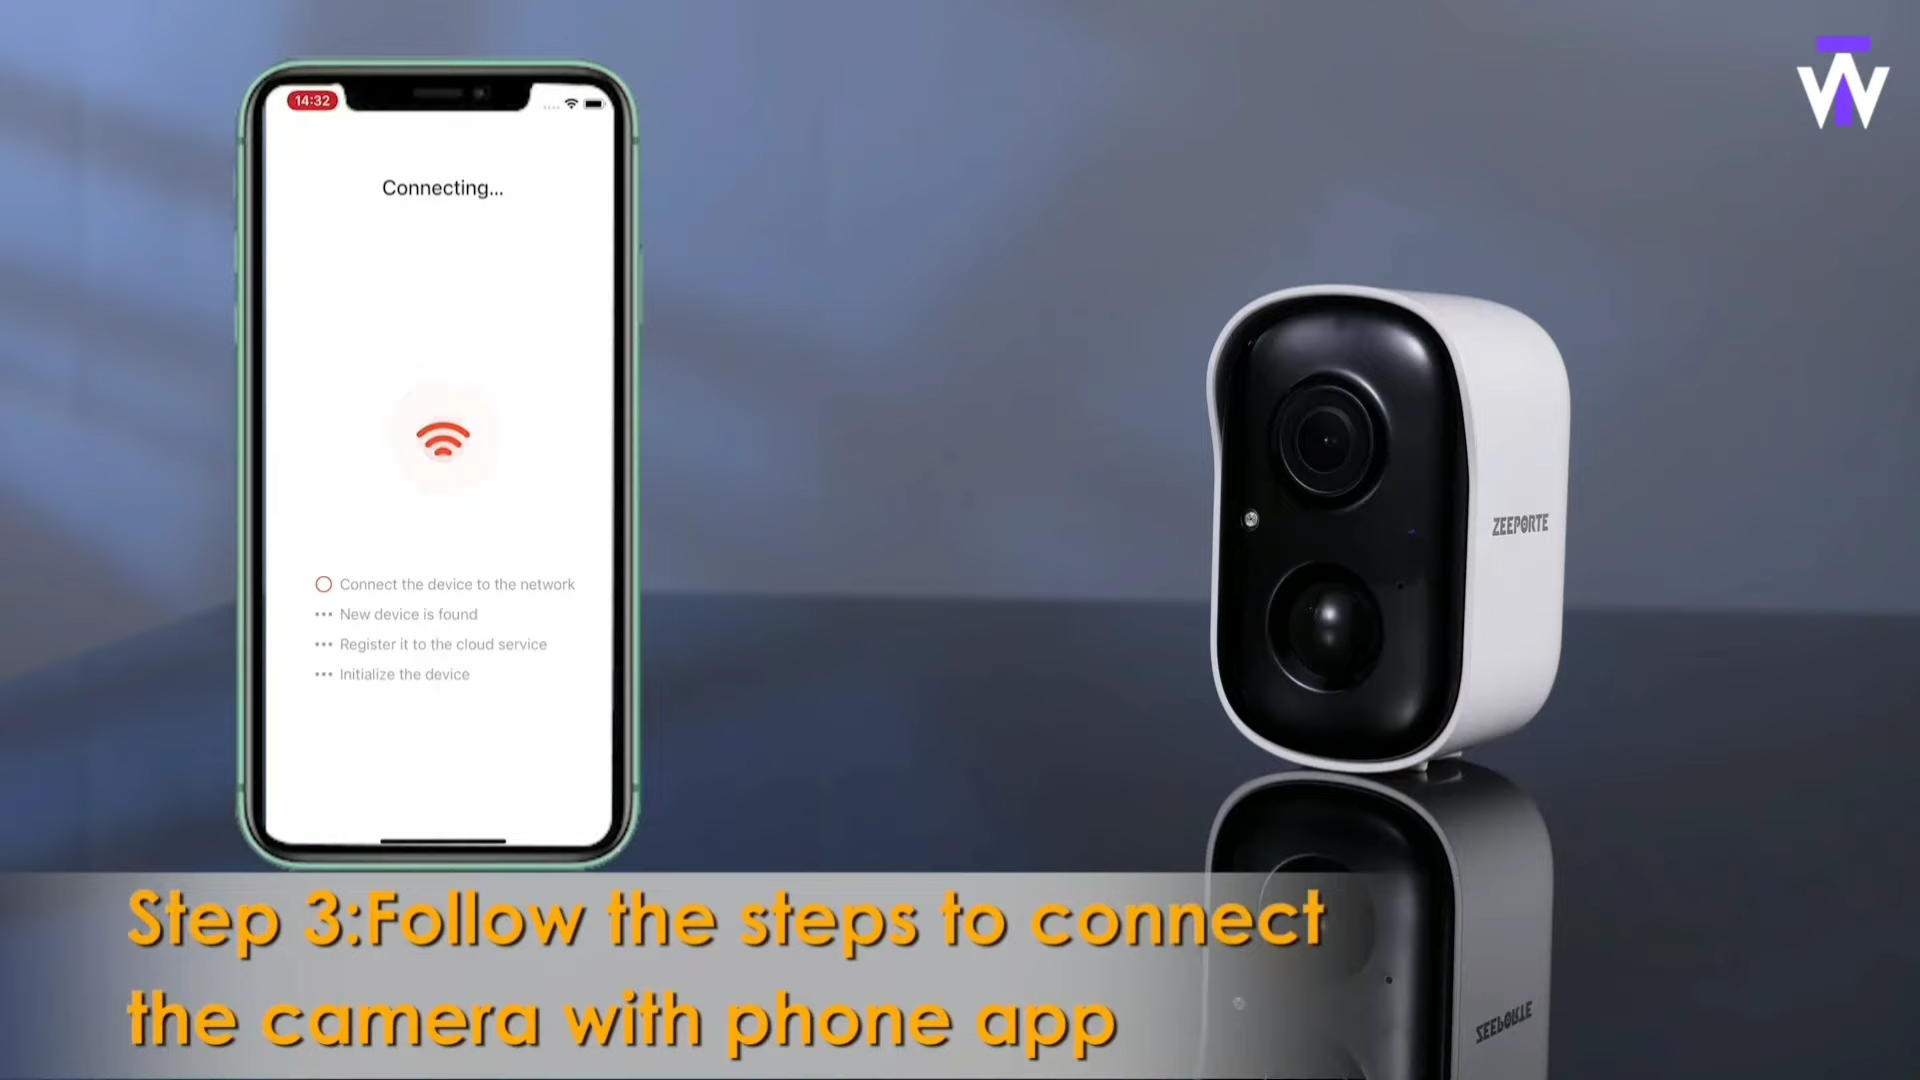 14:32
Connecting...
Connect the device to the network
New device is found
Register it to the cloud service
Initialize the device
ZEEPORTE
Step 3:Follow the steps to connect
the camera with phone app
ZEEPORTE